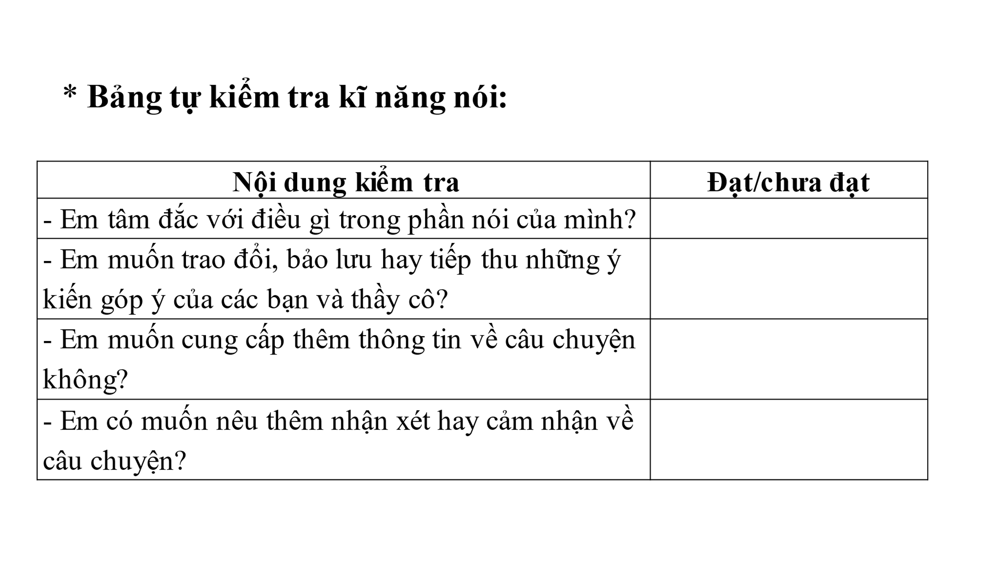 * Bảng tự kiểm tra kĩ năng nói:
Nội dung kiểm tra
Đạt/chưa đạt
- Em tâm đắc với điều gì trong phần nói của mình?
- Em muốn trao đổi, bảo lưu hay tiếp thu những ý
kiến góp ý của các bạn và thầy cô?
- Em muốn cung cấp thêm thông tin về câu chuyện
không?
- Em có muốn nêu thêm nhận xét hay cảm nhận về
câu chuyện?